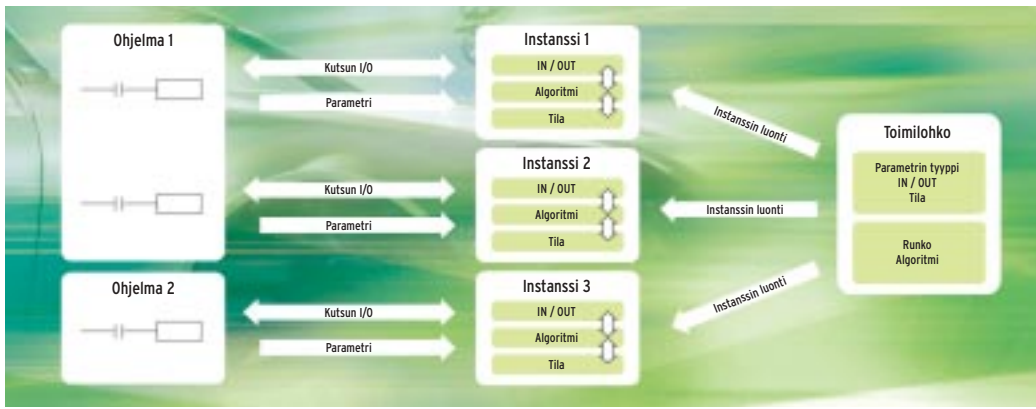 Ohjelma 1
Kutsun I/O
Parametri
Kutsun I/O
Parametri
Ohjelma 2
Kutsun I/O
Parametri
Instanssi 1
IN / OUT
Algoritmi
Tila
Instanssi 2
IN / OUT
Algoritmi
Tila
Instanssi 3
IN / OUT
Algoritmi
Tila
Instanssin luonti
Instanssin luonti
Instanssin luonti
Toimilohko
Parametrin tyyppi
IN / OUT
Tila
Runko
Algoritmi